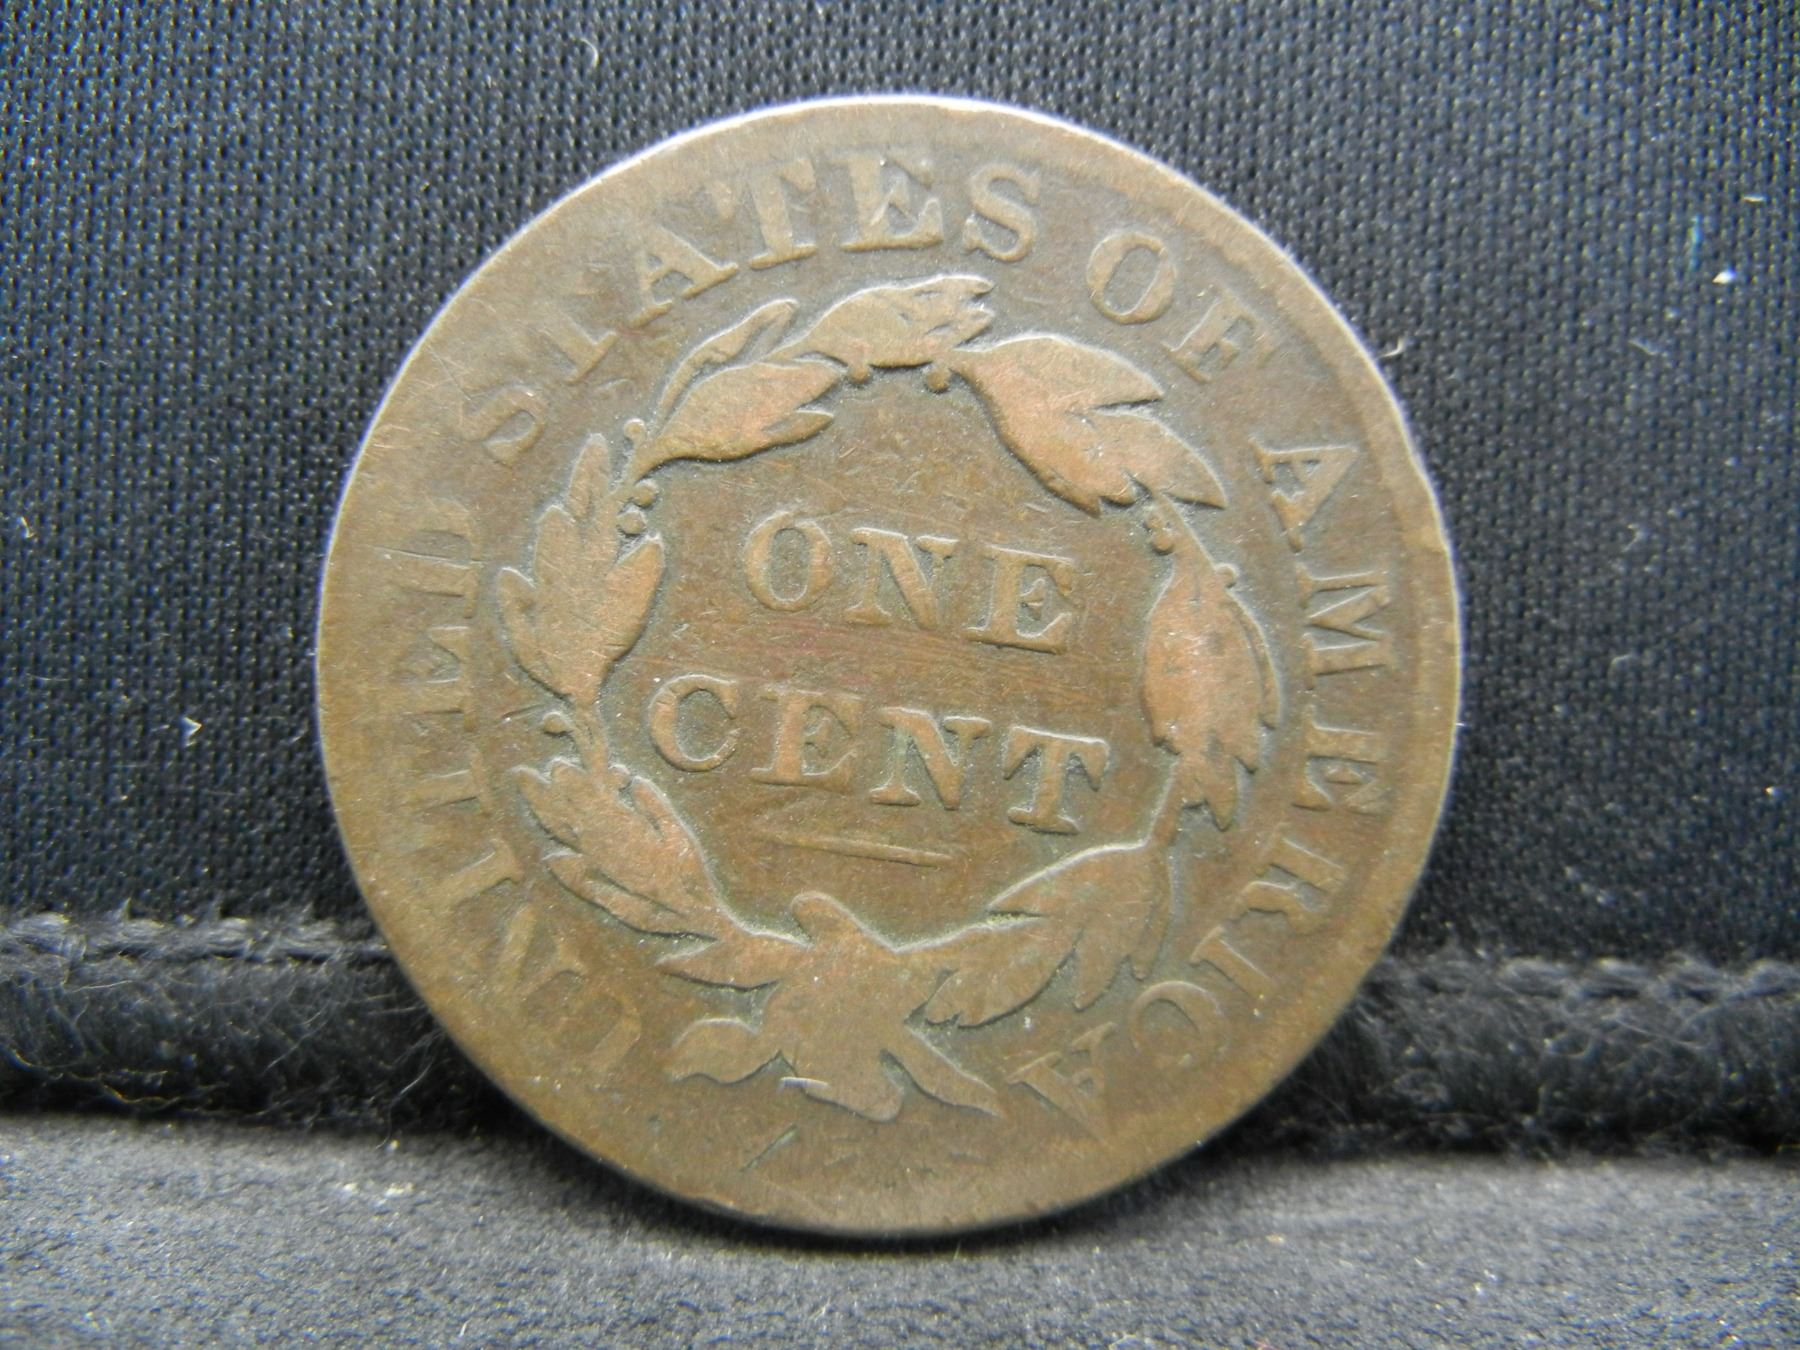 UNITED STATES OF AMERICA
ONE
CENT